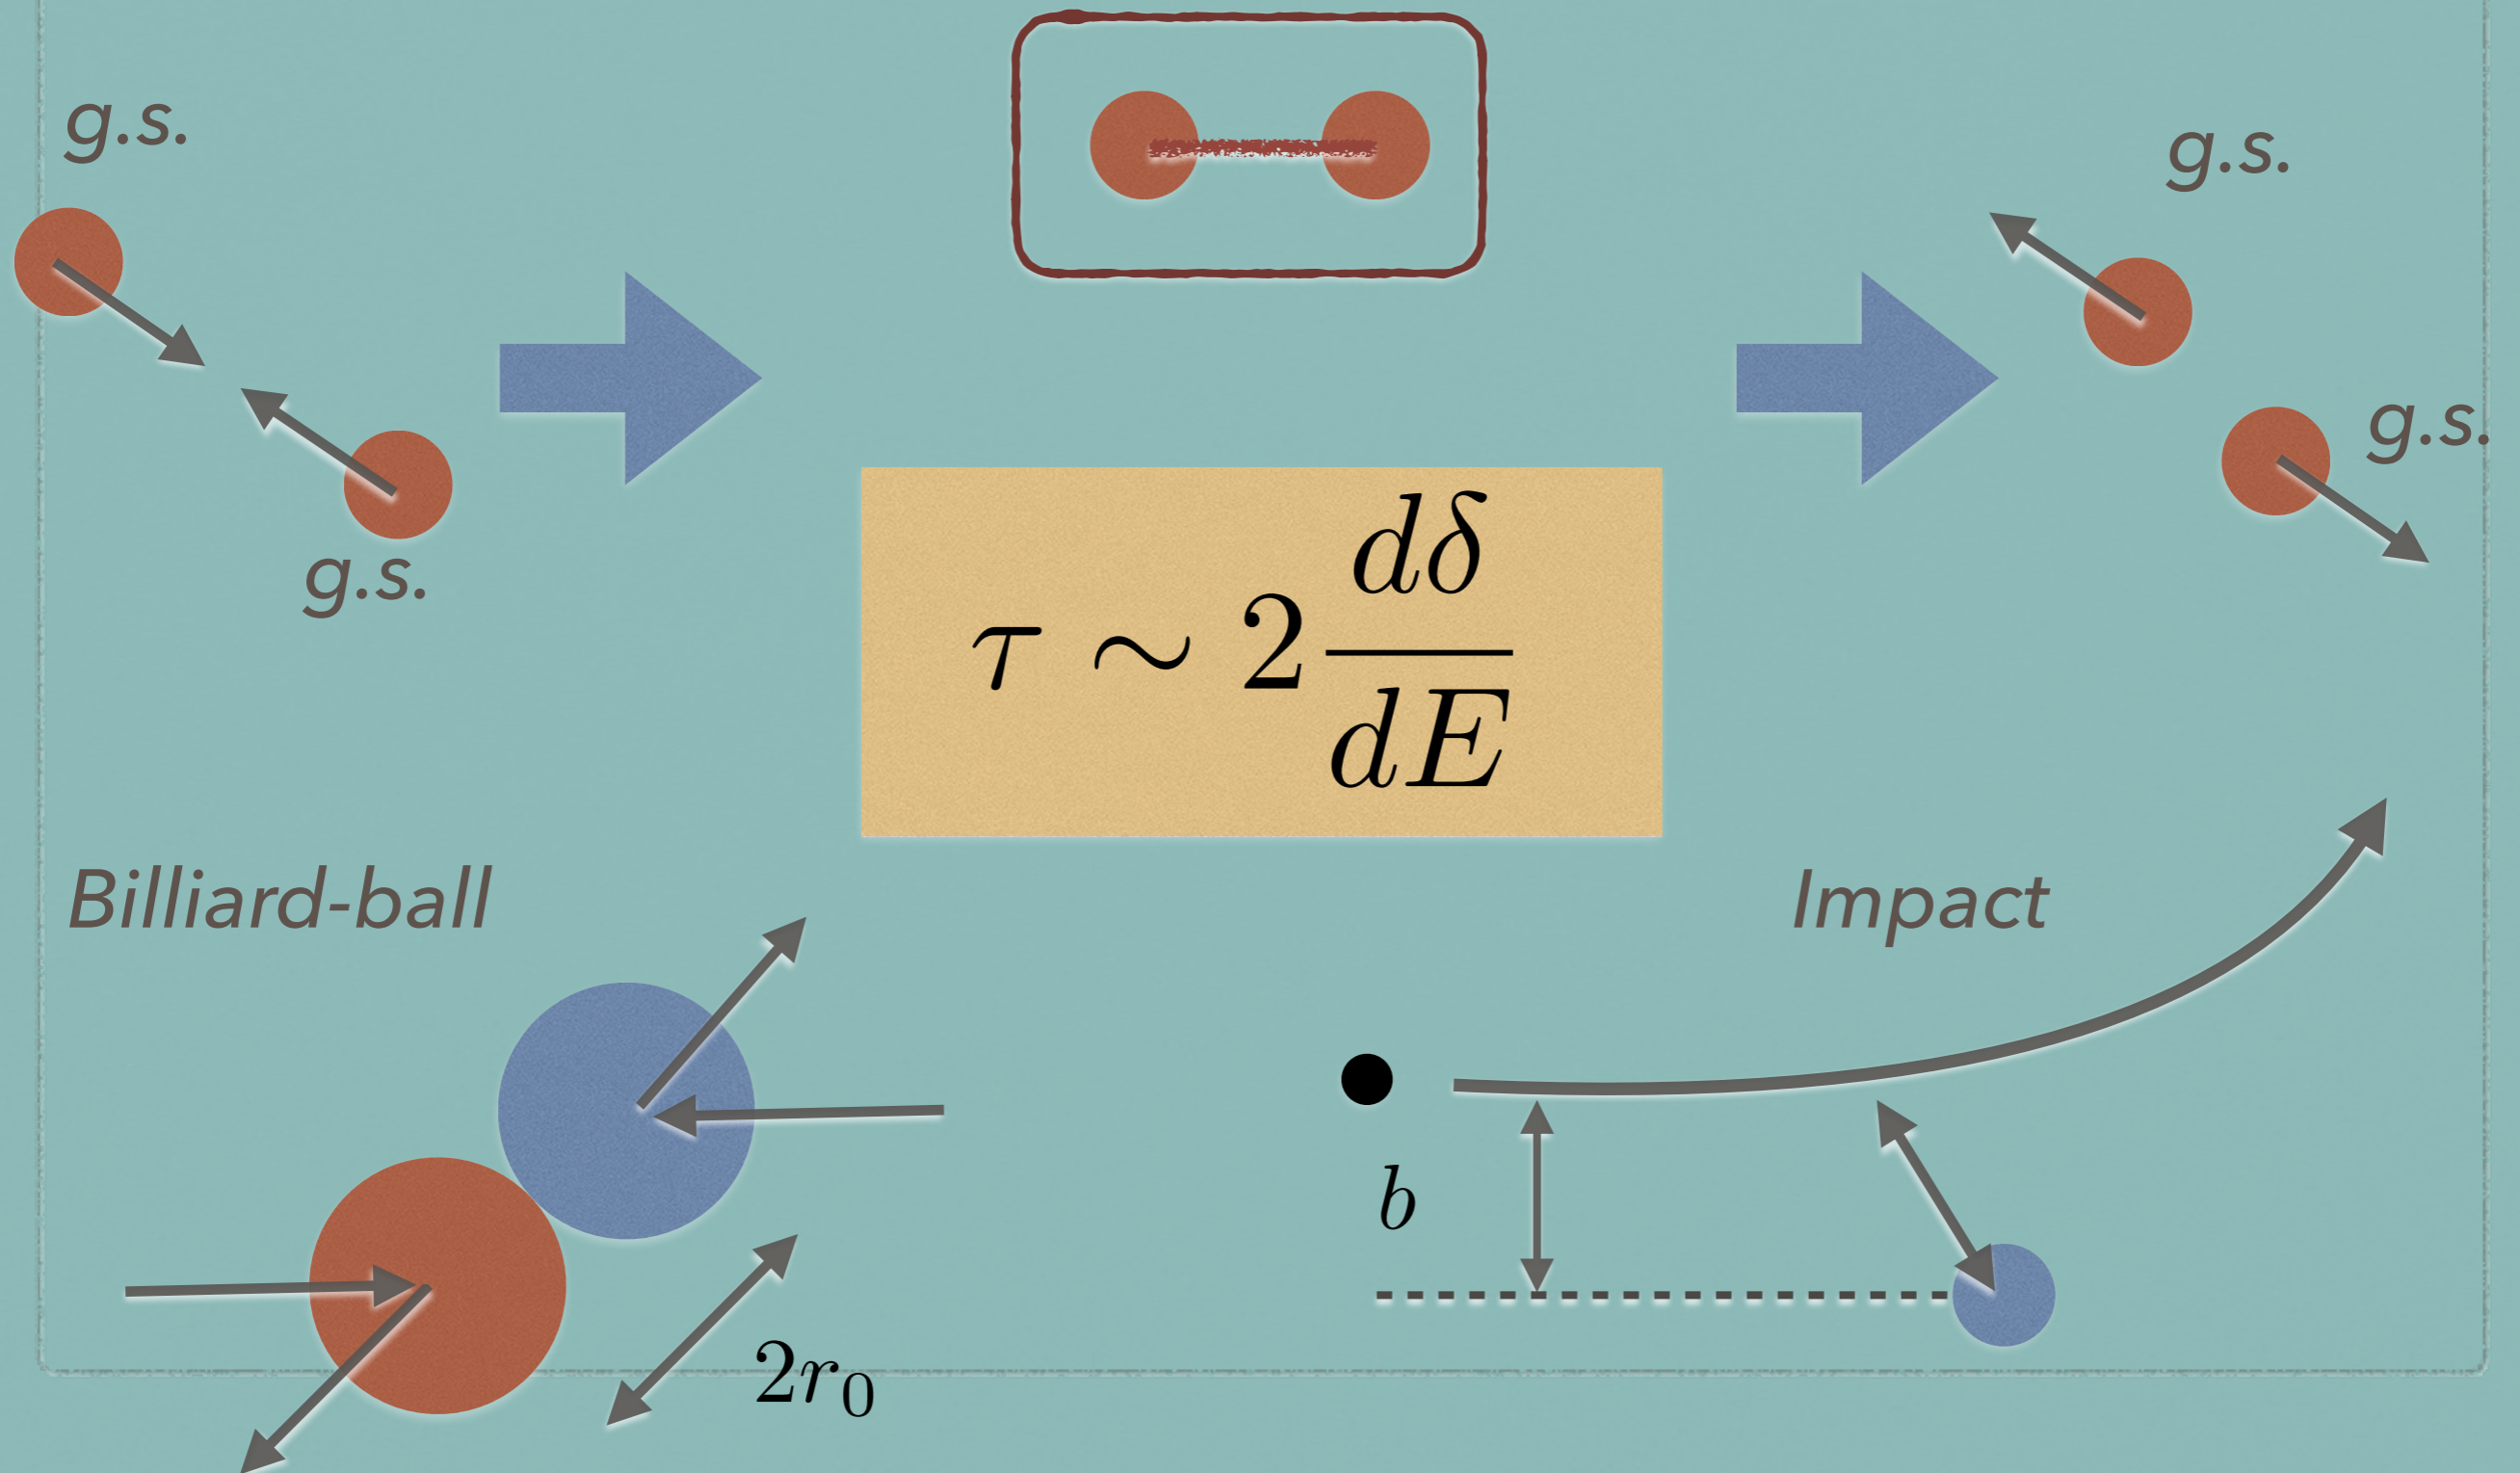 g.s.
g.s.
g.s.
g.s.
τ ~ 2 dδ/dE
Billiard-ball
Impact
b
2r₀